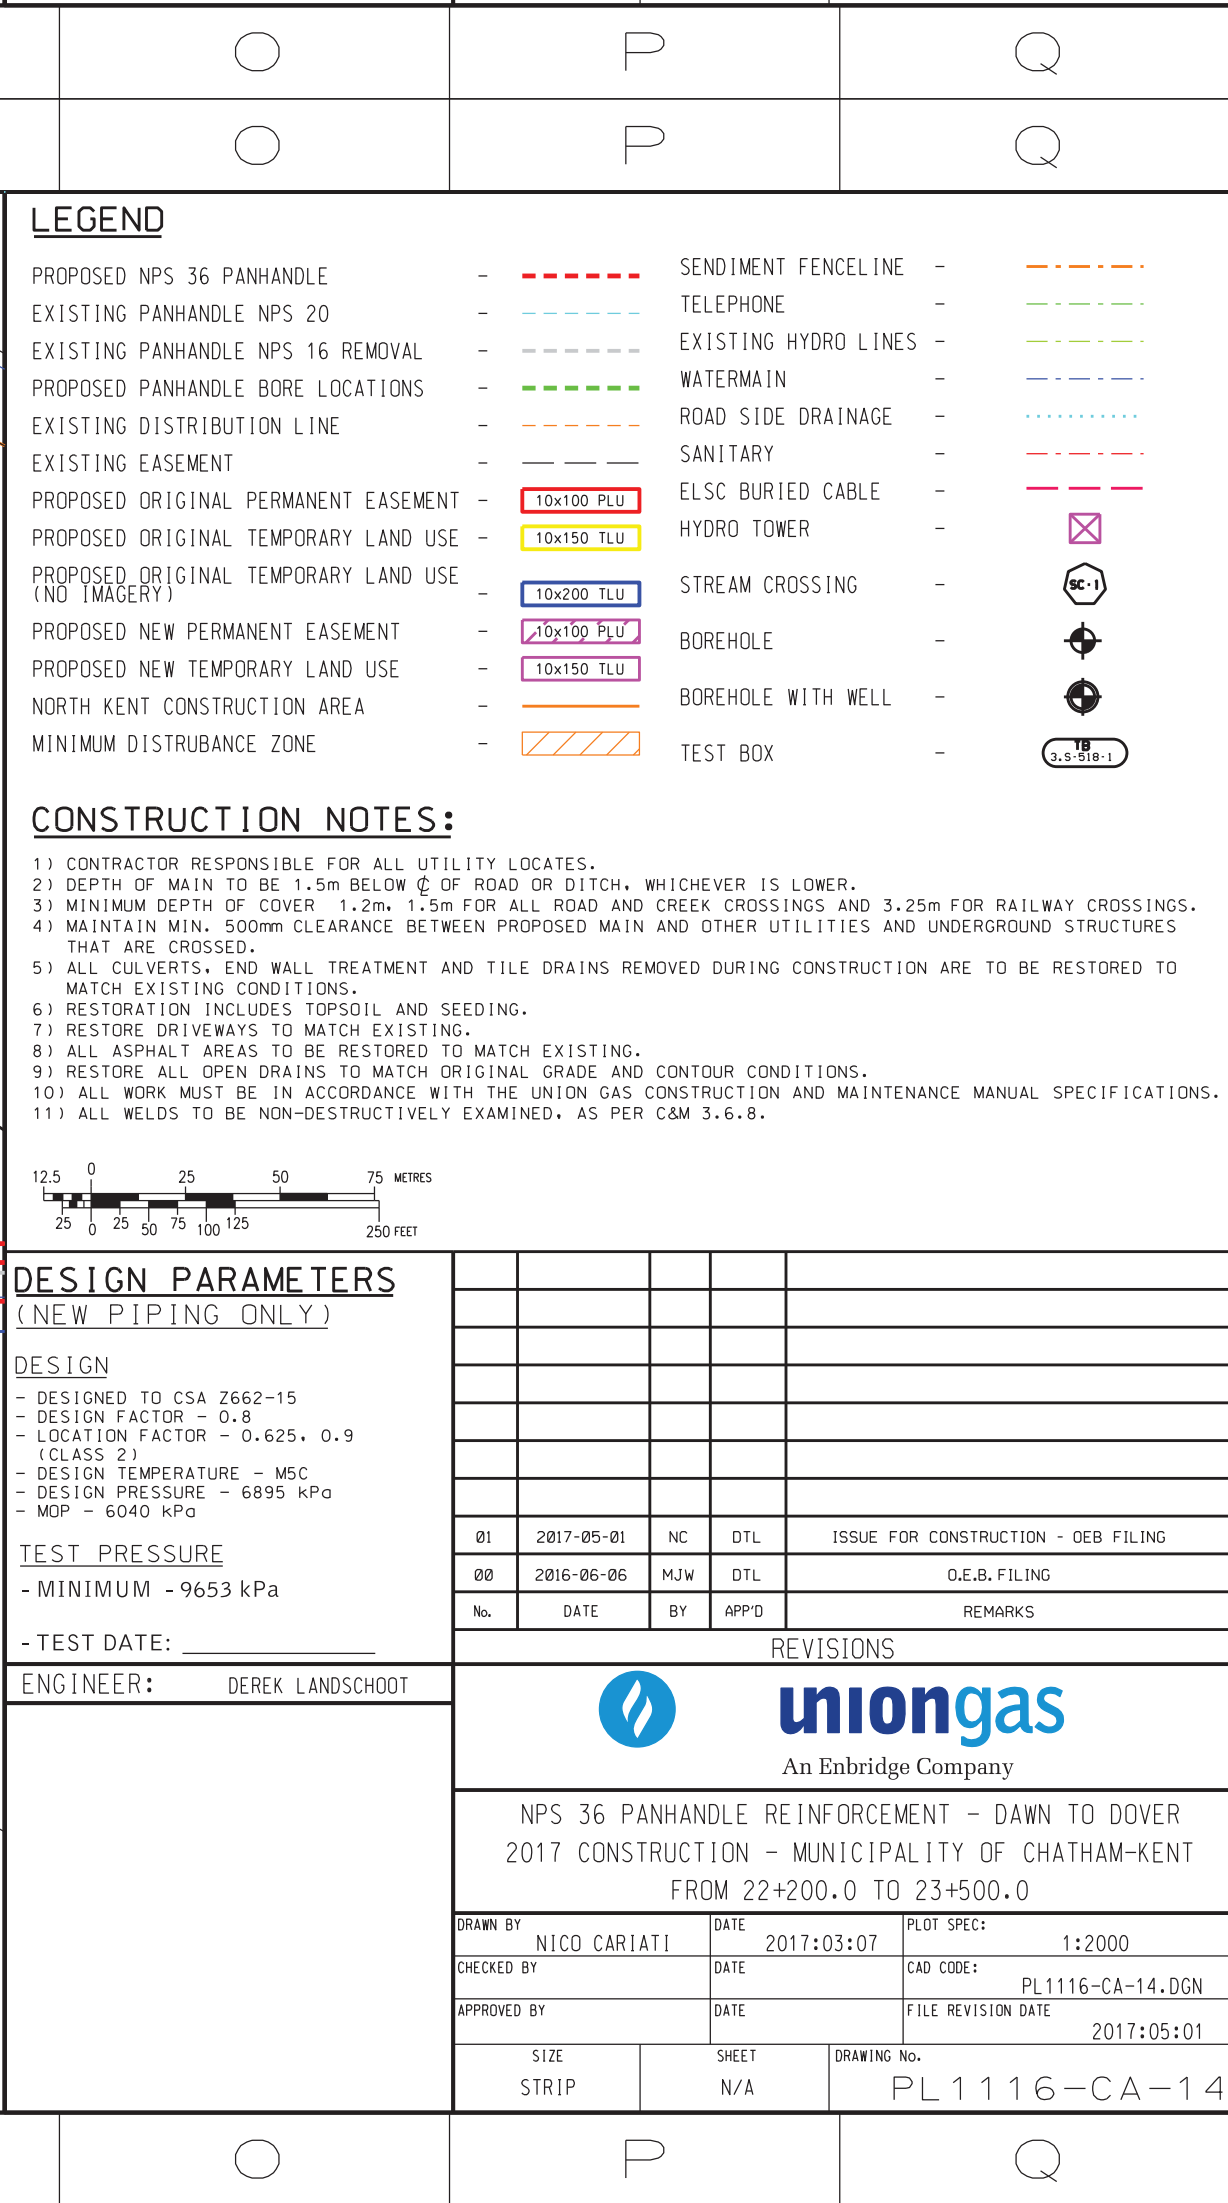 O P Q
O P Q
LEGEND
PROPOSED NPS 36 PANHANDLE -
EXISTING PANHANDLE NPS 20 -
EXISTING PANHANDLE NPS 16 REMOVAL -
PROPOSED PANHANDLE BORE LOCATIONS -
EXISTING DISTRIBUTION LINE -
EXISTING EASEMENT -
PROPOSED ORIGINAL PERMANENT EASEMENT - 10x100 PLU
PROPOSED ORIGINAL TEMPORARY LAND USE - 10x150 TLU
PROPOSED ORIGINAL TEMPORARY LAND USE
(NO IMAGERY) - 10x200 TLU
PROPOSED NEW PERMANENT EASEMENT - 10x100 PLU
PROPOSED NEW TEMPORARY LAND USE - 10x150 TLU
NORTH KENT CONSTRUCTION AREA -
MINIMUM DISTRUBANCE ZONE -
SENDIMENT FENCELINE -
TELEPHONE -
EXISTING HYDRO LINES -
WATERMAIN -
ROAD SIDE DRAINAGE -
SANITARY -
ELSC BURIED CABLE -
HYDRO TOWER -
STREAM CROSSING - SC-1
BOREHOLE -
BOREHOLE WITH WELL -
TEST BOX - TB
3.S-518-1
CONSTRUCTION NOTES:
1) CONTRACTOR RESPONSIBLE FOR ALL UTILITY LOCATES.
2) DEPTH OF MAIN TO BE 1.5m BELOW ℄ OF ROAD OR DITCH, WHICHEVER IS LOWER.
3) MINIMUM DEPTH OF COVER 1.2m, 1.5m FOR ALL ROAD AND CREEK CROSSINGS AND 3.25m FOR RAILWAY CROSSINGS.
4) MAINTAIN MIN. 500mm CLEARANCE BETWEEN PROPOSED MAIN AND OTHER UTILITIES AND UNDERGROUND STRUCTURES
THAT ARE CROSSED.
5) ALL CULVERTS, END WALL TREATMENT AND TILE DRAINS REMOVED DURING CONSTRUCTION ARE TO BE RESTORED TO
MATCH EXISTING CONDITIONS.
6) RESTORATION INCLUDES TOPSOIL AND SEEDING.
7) RESTORE DRIVEWAYS TO MATCH EXISTING.
8) ALL ASPHALT AREAS TO BE RESTORED TO MATCH EXISTING.
9) RESTORE ALL OPEN DRAINS TO MATCH ORIGINAL GRADE AND CONTOUR CONDITIONS.
10) ALL WORK MUST BE IN ACCORDANCE WITH THE UNION GAS CONSTRUCTION AND MAINTENANCE MANUAL SPECIFICATIONS.
11) ALL WELDS TO BE NON-DESTRUCTIVELY EXAMINED, AS PER C&M 3.6.8.
12.5 0 25 50 75 METRES
25 0 25 50 75 100 125 250 FEET
DESIGN PARAMETERS
(NEW PIPING ONLY)
DESIGN
- DESIGNED TO CSA Z662-15
- DESIGN FACTOR - 0.8
- LOCATION FACTOR - 0.625, 0.9
(CLASS 2)
- DESIGN TEMPERATURE - M5C
- DESIGN PRESSURE - 6895 kPa
- MOP - 6040 kPa
TEST PRESSURE
- MINIMUM - 9653 kPa
- TEST DATE:
ENGINEER: DEREK LANDSCHOOT
01 2017-05-01 NC DTL ISSUE FOR CONSTRUCTION - OEB FILING
00 2016-06-06 MJW DTL O.E.B. FILING
No. DATE BY APP'D REMARKS
REVISIONS
uniongas
An Enbridge Company
NPS 36 PANHANDLE REINFORCEMENT - DAWN TO DOVER
2017 CONSTRUCTION - MUNICIPALITY OF CHATHAM-KENT
FROM 22+200.0 TO 23+500.0
DRAWN BY NICO CARIATI DATE 2017:03:07 PLOT SPEC: 1:2000
CHECKED BY DATE CAD CODE: PL1116-CA-14.DGN
APPROVED BY DATE FILE REVISION DATE 2017:05:01
SIZE SHEET DRAWING No.
STRIP N/A PL1116-CA-14
O P Q